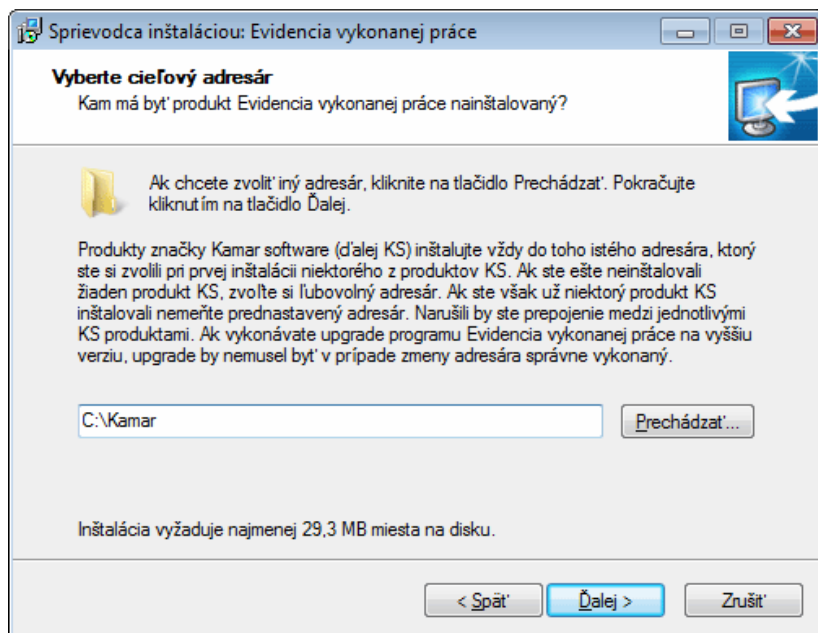 Sprievodca inštaláciou: Evidencia vykonanej práce
Vyberte cieľový adresár
Kam má byť produkt Evidencia vykonanej práce nainštalovaný?
Ak chcete zvoliť iný adresár, kliknite na tlačidlo Prechádzať. Pokračujte
kliknutím na tlačidlo Ďalej.
Produkty značky Kamar software (ďalej KS) inštalujte vždy do toho istého adresára, ktorý
ste si zvolili pri prvej inštalácii niektorého z produktov KS. Ak ste ešte neinštalovali
žiaden produkt KS, zvoľte si ľubovolný adresár. Ak ste však už niektorý produkt KS
inštalovali nemeňte prednastavený adresár. Narušili by ste prepojenie medzi jednotlivými
KS produktami. Ak vykonávate upgrade programu Evidencia vykonanej práce na vyššiu
verziu, upgrade by nemusel byť v prípade zmeny adresára správne vykonaný.
C:\Kamar
Prechádzať...
Inštalácia vyžaduje najmenej 29,3 MB miesta na disku.
< Späť
Ďalej >
Zrušiť